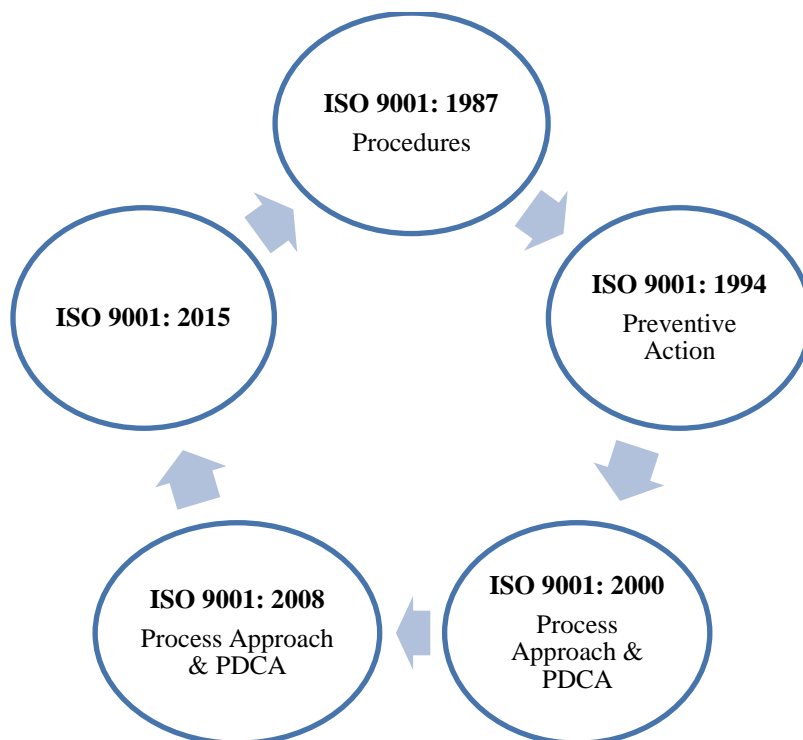 ISO 9001: 1987
Procedures
ISO 9001: 1994
Preventive
Action
ISO 9001: 2000
Process
Approach &
PDCA
ISO 9001: 2008
Process Approach
& PDCA
ISO 9001: 2015